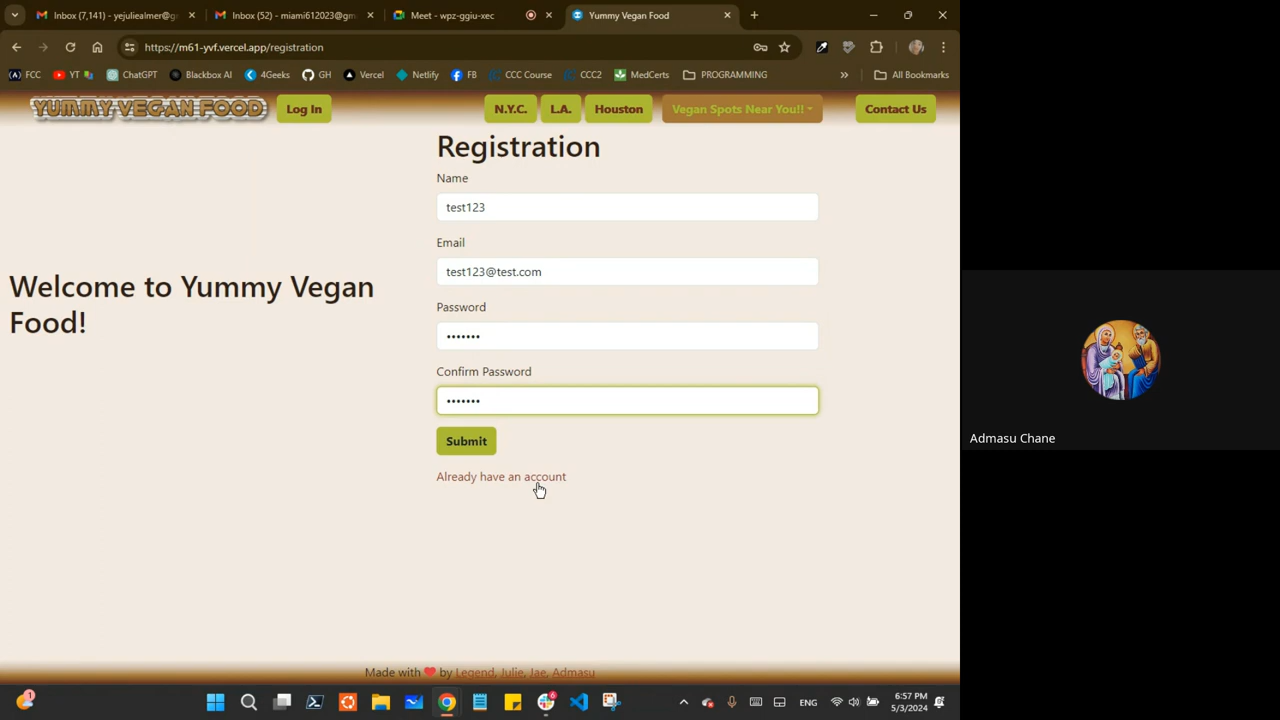 Inbox (7,141) - yejuliealmer@gr
Inbox (52) - miami612023@gm
Meet - wpz-ggiu-xec
Yummy Vegan Food
https://m61-yvf.vercel.app/registration
FCC
YT
ChatGPT
Blackbox AI
4Geeks
GH
Vercel
Netlify
FB
CCC Course
CCC2
MedCerts
PROGRAMMING
»
All Bookmarks
YUMMY VEGAN FOOD
Log In
N.Y.C.
L.A.
Houston
Vegan Spots Near You!!
Contact Us
Registration
Name
test123
Email
test123@test.com
Password
•••••••
Confirm Password
•••••••
Submit
Already have an account
Welcome to Yummy Vegan
Food!
Made with ❤ by Legend, Julie, Jae, Admasu
Admasu Chane
1
6
ENG
6:57 PM
5/3/2024